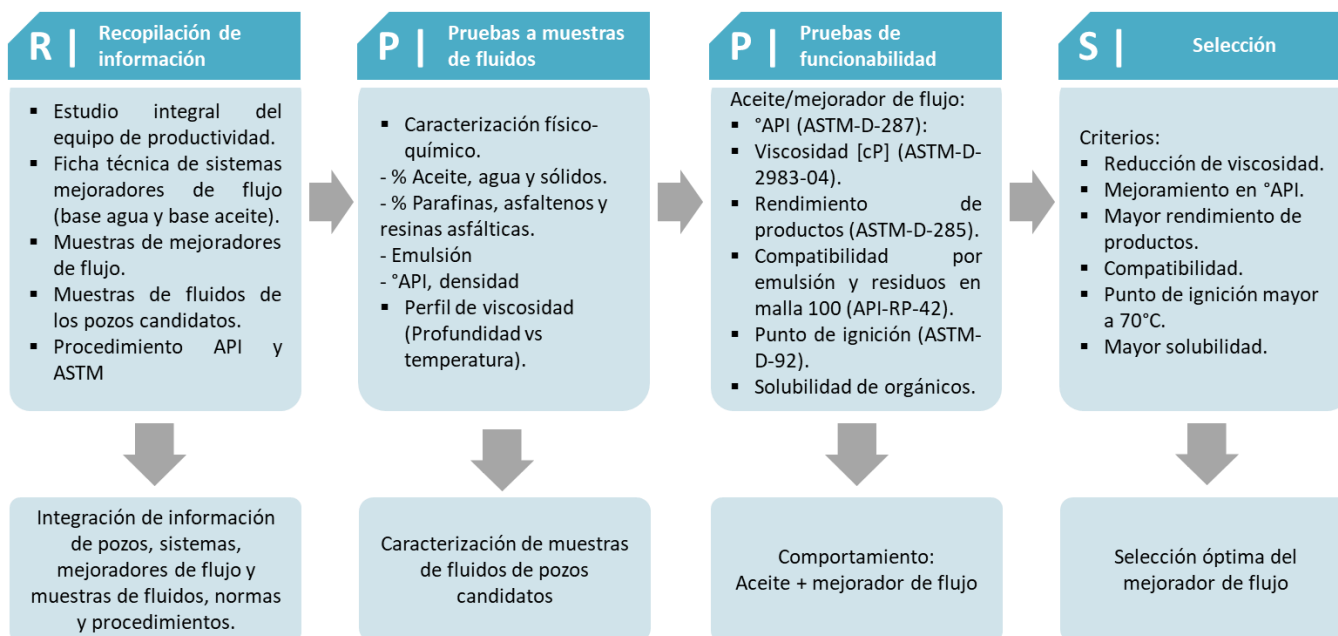 R | Recopilación de
información
▪ Estudio integral del
equipo de productividad.
▪ Ficha técnica de sistemas
mejoradores de flujo
(base agua y base aceite).
▪ Muestras de mejoradores
de flujo.
▪ Muestras de fluidos de
los pozos candidatos.
▪ Procedimiento API y
ASTM
Integración de información
de pozos, sistemas,
mejoradores de flujo y
muestras de fluidos, normas
y procedimientos.
P | Pruebas a muestras
de fluidos
▪ Caracterización físico-
químico.
- % Aceite, agua y sólidos.
- % Parafinas, asfaltenos y
resinas asfálticas.
- Emulsión
- °API, densidad
▪ Perfil de viscosidad
(Profundidad vs
temperatura).
Caracterización de muestras
de fluidos de pozos
candidatos
P | Pruebas de
funcionabilidad
Aceite/mejorador de flujo:
▪ °API (ASTM-D-287):
▪ Viscosidad [cP] (ASTM-D-
2983-04).
▪ Rendimiento de
productos (ASTM-D-285).
▪ Compatibilidad por
emulsión y residuos en
malla 100 (API-RP-42).
▪ Punto de ignición (ASTM-
D-92).
▪ Solubilidad de orgánicos.
Comportamiento:
Aceite + mejorador de flujo
S | Selección
Criterios:
▪ Reducción de viscosidad.
▪ Mejoramiento en °API.
▪ Mayor rendimiento de
productos.
▪ Compatibilidad.
▪ Punto de ignición mayor
a 70°C.
▪ Mayor solubilidad.
Selección óptima del
mejorador de flujo